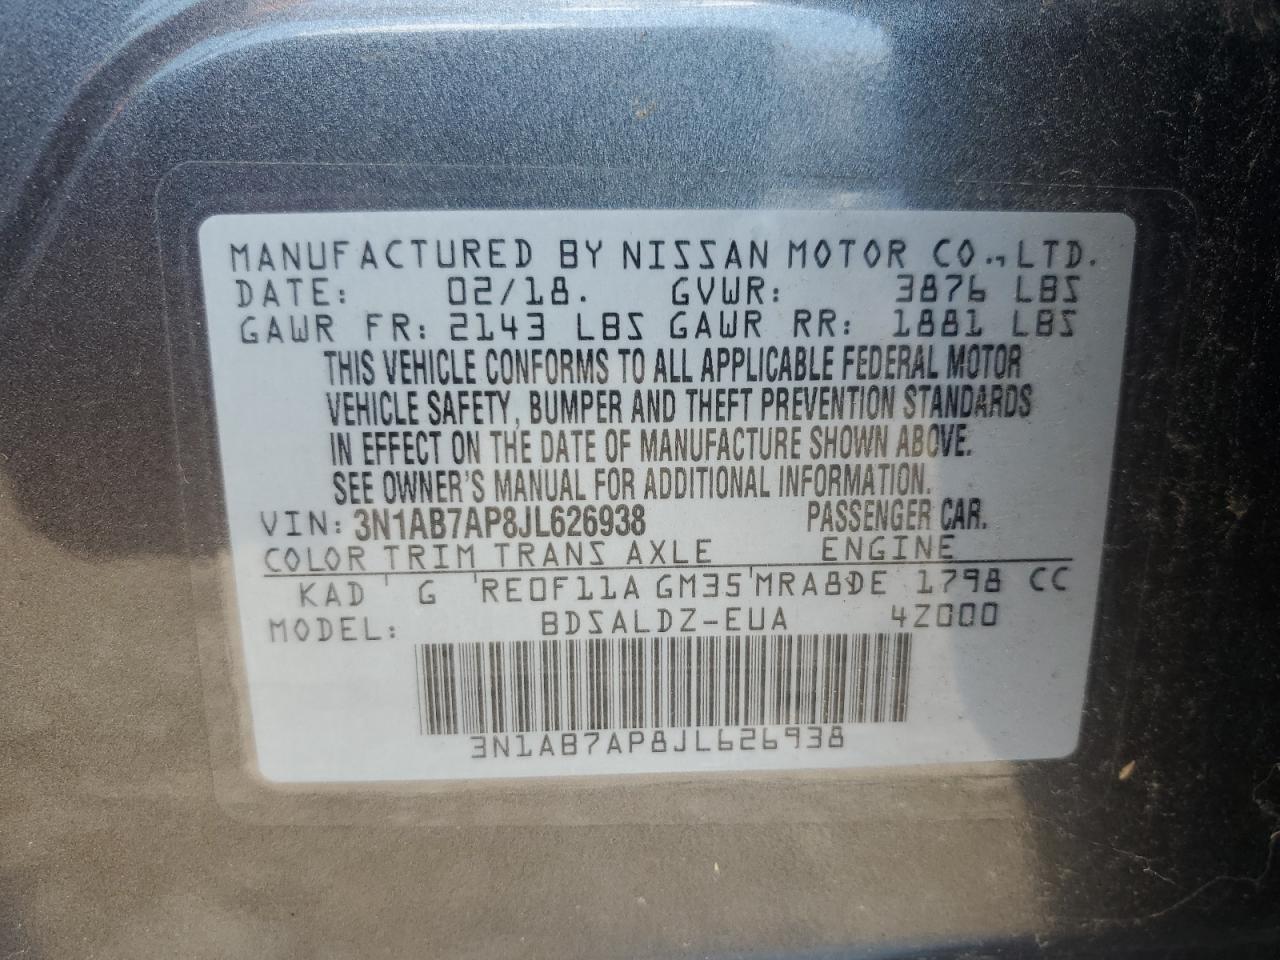 MANUFACTURED BY NISSAN MOTOR CO., LTD.
DATE: 02/18. GVWR: 3876 LBS
GAWR FR: 2143 LBS GAWR RR: 1881 LBS
THIS VEHICLE CONFORMS TO ALL APPLICABLE FEDERAL MOTOR
VEHICLE SAFETY, BUMPER AND THEFT PREVENTION STANDARDS
IN EFFECT ON THE DATE OF MANUFACTURE SHOWN ABOVE.
SEE OWNER'S MANUAL FOR ADDITIONAL INFORMATION.
VIN: 3N1AB7AP8JL626938 PASSENGER CAR.
COLOR TRIM TRANS AXLE ENGINE
KAD ' G ' RE0F11A GM35 ' MRA8DE 1798 CC
MODEL: BDSALDZ-EUA 4Z000
3N1AB7AP8JL626938